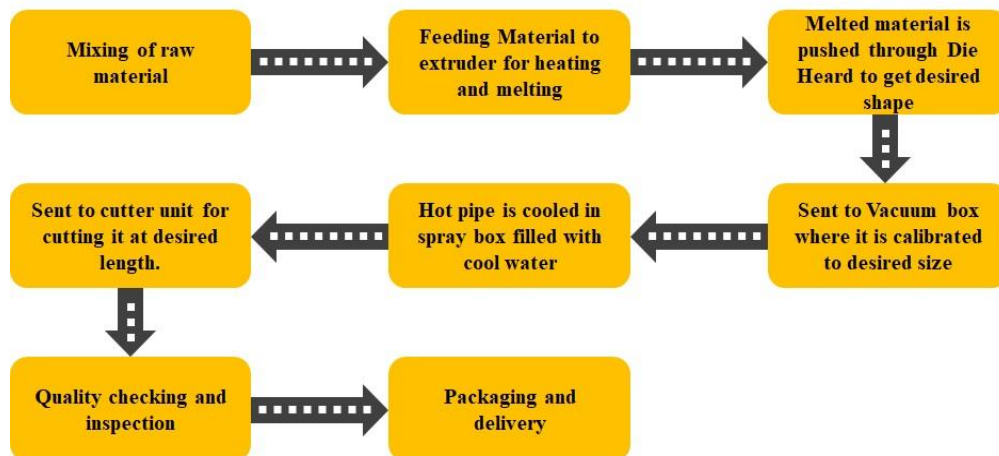 Mixing of raw
material
Feeding Material to
extruder for heating
and melting
Melted material is
pushed through Die
Heard to get desired
shape
Sent to Vacuum box
where it is calibrated
to desired size
Hot pipe is cooled in
spray box filled with
cool water
Sent to cutter unit for
cutting it at desired
length.
Quality checking and
inspection
Packaging and
delivery